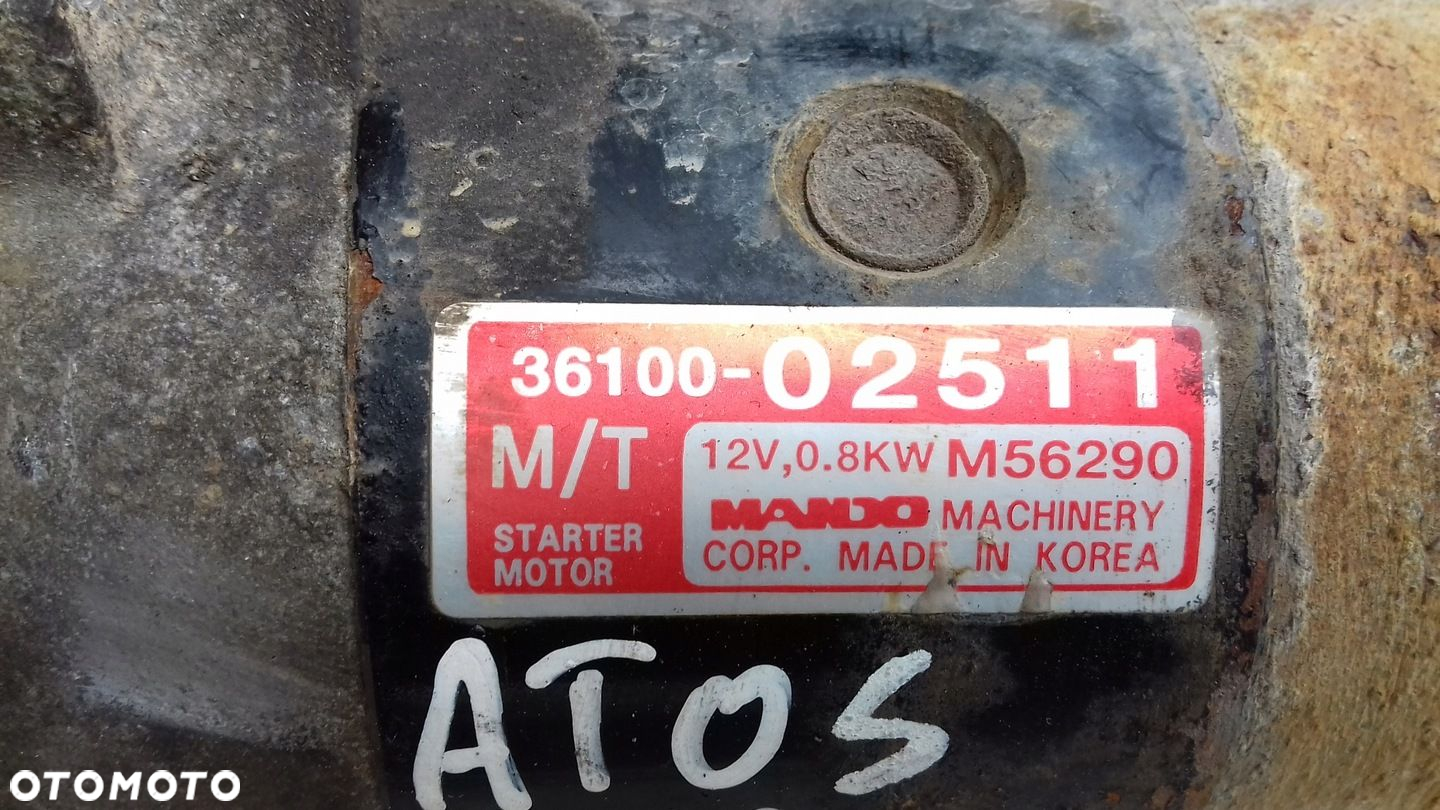 36100-02511
M/T 12V, 0.8KW M56290
MANDO MACHINERY
STARTER
CORP. MADE IN KOREA
MOTOR
ATOS
OTOMOTO